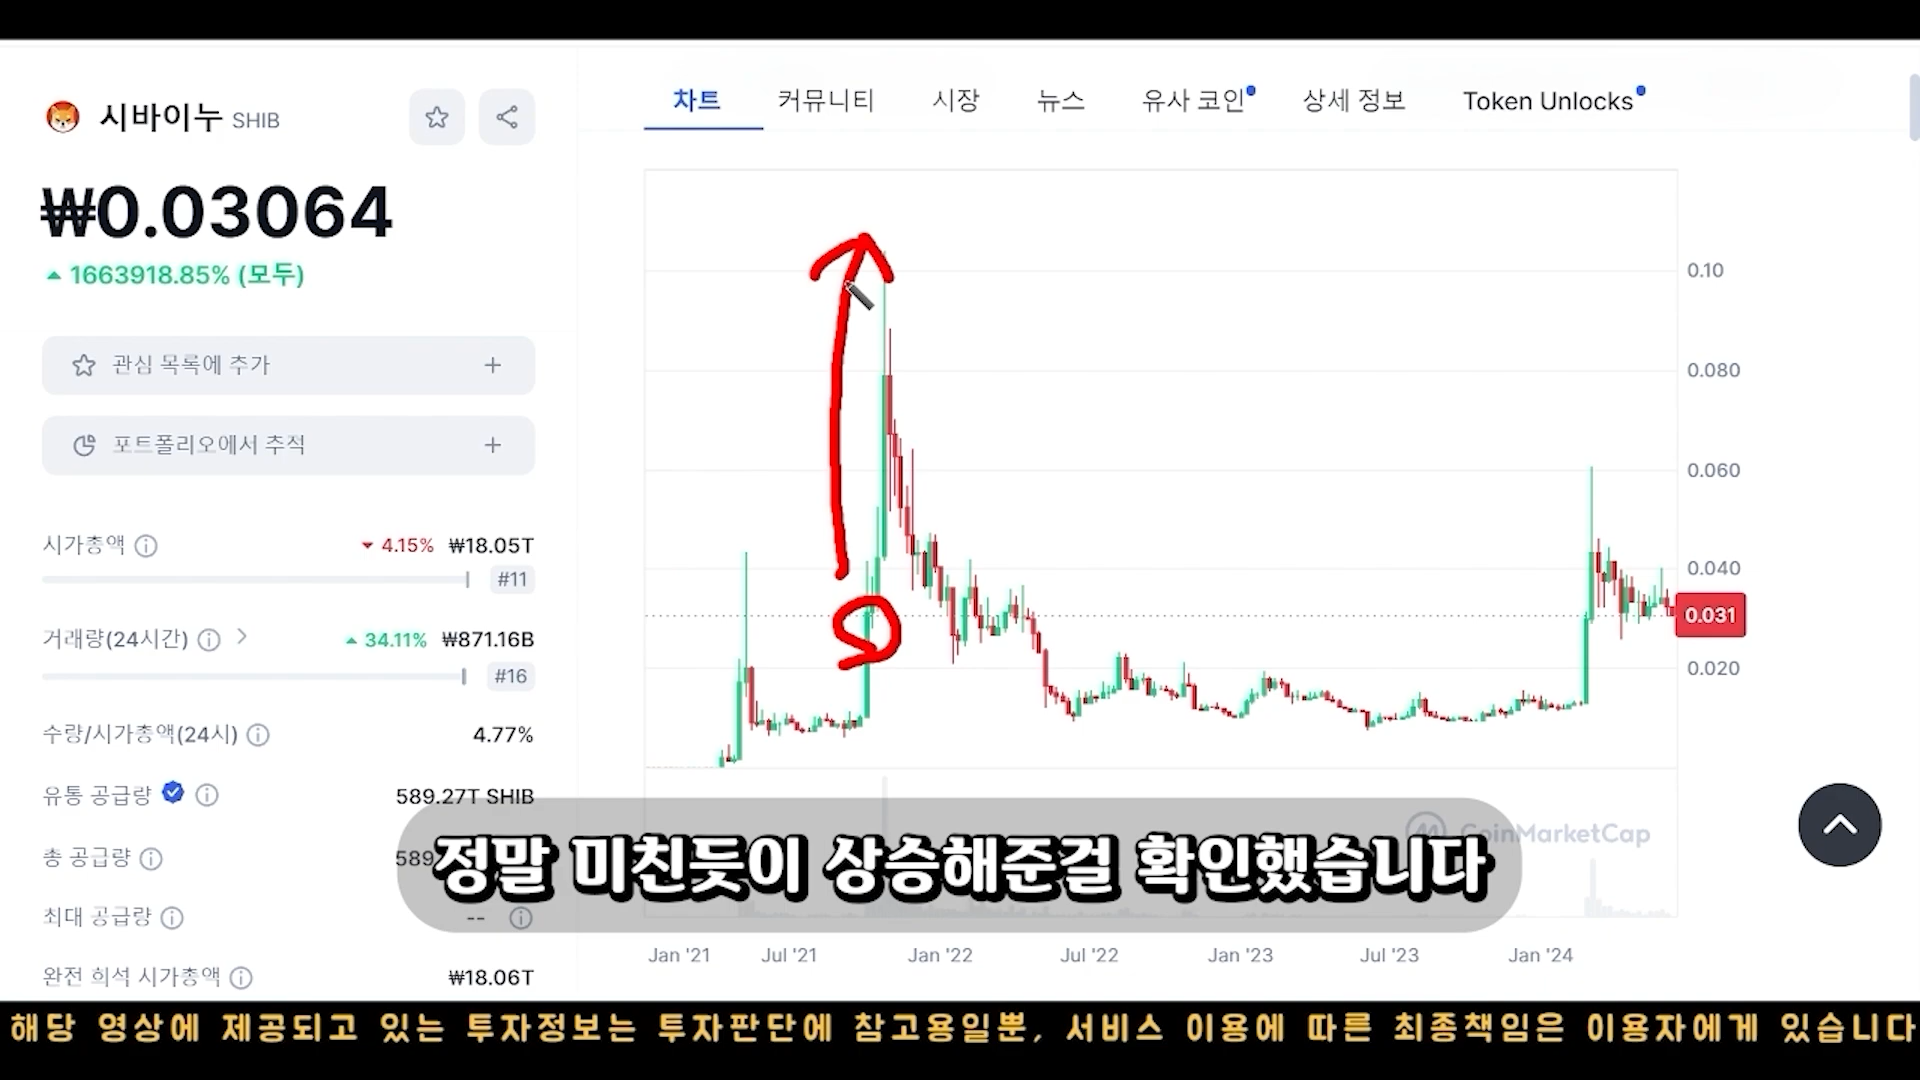 시바이누 SHIB
차트 커뮤니티 시장 뉴스 유사 코인 상세 정보 Token Unlocks
₩0.03064
1663918.85% (모두)
관심 목록에 추가
포트폴리오에서 추적
시가총액 4.15% ₩18.05T
#11
거래량(24시간) 34.11% ₩871.16B
#16
수량/시가총액(24시) 4.77%
유통 공급량 589.27T SHIB
총 공급량 589
최대 공급량 --
완전 희석 시가총액 ₩18.06T
0.10
0.080
0.060
0.040
0.031
0.020
CoinMarketCap
Jan '21 Jul '21 Jan '22 Jul '22 Jan '23 Jul '23 Jan '24
정말 미친듯이 상승해준걸 확인했습니다
해당 영상에 제공되고 있는 투자정보는 투자판단에 참고용일뿐, 서비스 이용에 따른 최종책임은 이용자에게 있습니다